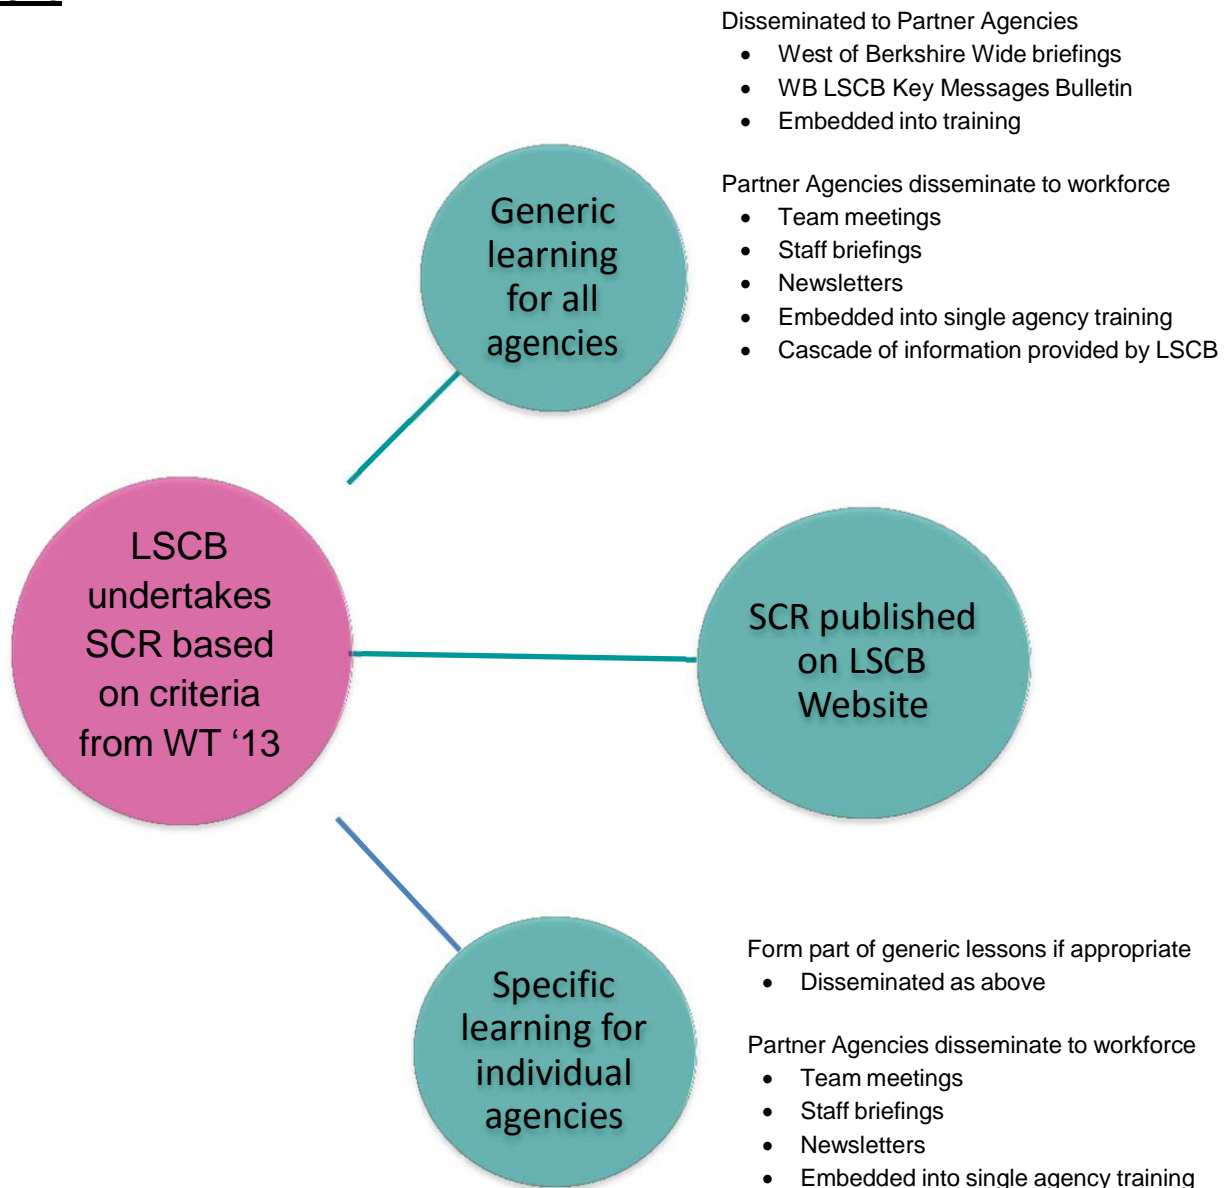 Disseminated to Partner Agencies
• West of Berkshire Wide briefings
• WB LSCB Key Messages Bulletin
• Embedded into training
Partner Agencies disseminate to workforce
• Team meetings
• Staff briefings
• Newsletters
• Embedded into single agency training
• Cascade of information provided by LSCB
Generic
learning
for all
agencies
LSCB
undertakes
SCR based
on criteria
from WT ‘13
SCR published
on LSCB
Website
Specific
learning for
individual
agencies
Form part of generic lessons if appropriate
• Disseminated as above
Partner Agencies disseminate to workforce
• Team meetings
• Staff briefings
• Newsletters
• Embedded into single agency training